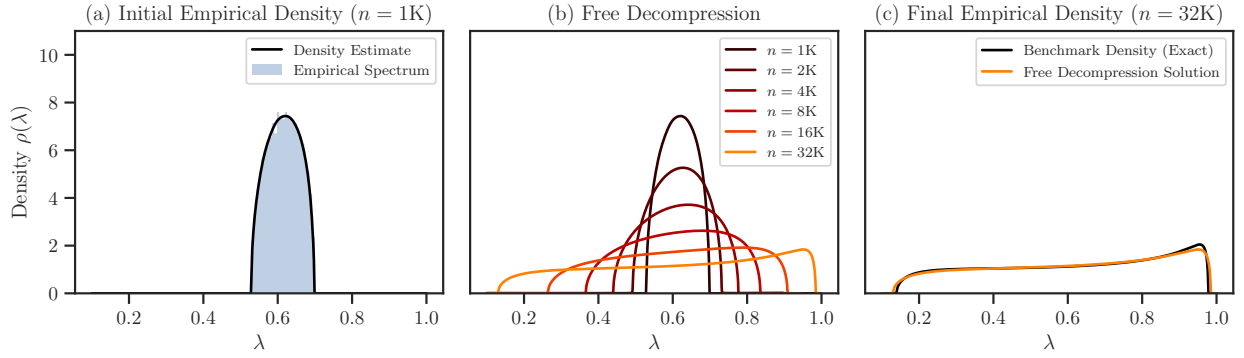 (a) Initial Empirical Density (n = 1K)
Density ρ(λ)
10
8
6
4
2
0
0.2 0.4 0.6 0.8 1.0
λ
Density Estimate
Empirical Spectrum
(b) Free Decompression
n = 1K
n = 2K
n = 4K
n = 8K
n = 16K
n = 32K
0.2 0.4 0.6 0.8 1.0
λ
(c) Final Empirical Density (n = 32K)
Benchmark Density (Exact)
Free Decompression Solution
0.2 0.4 0.6 0.8 1.0
λ